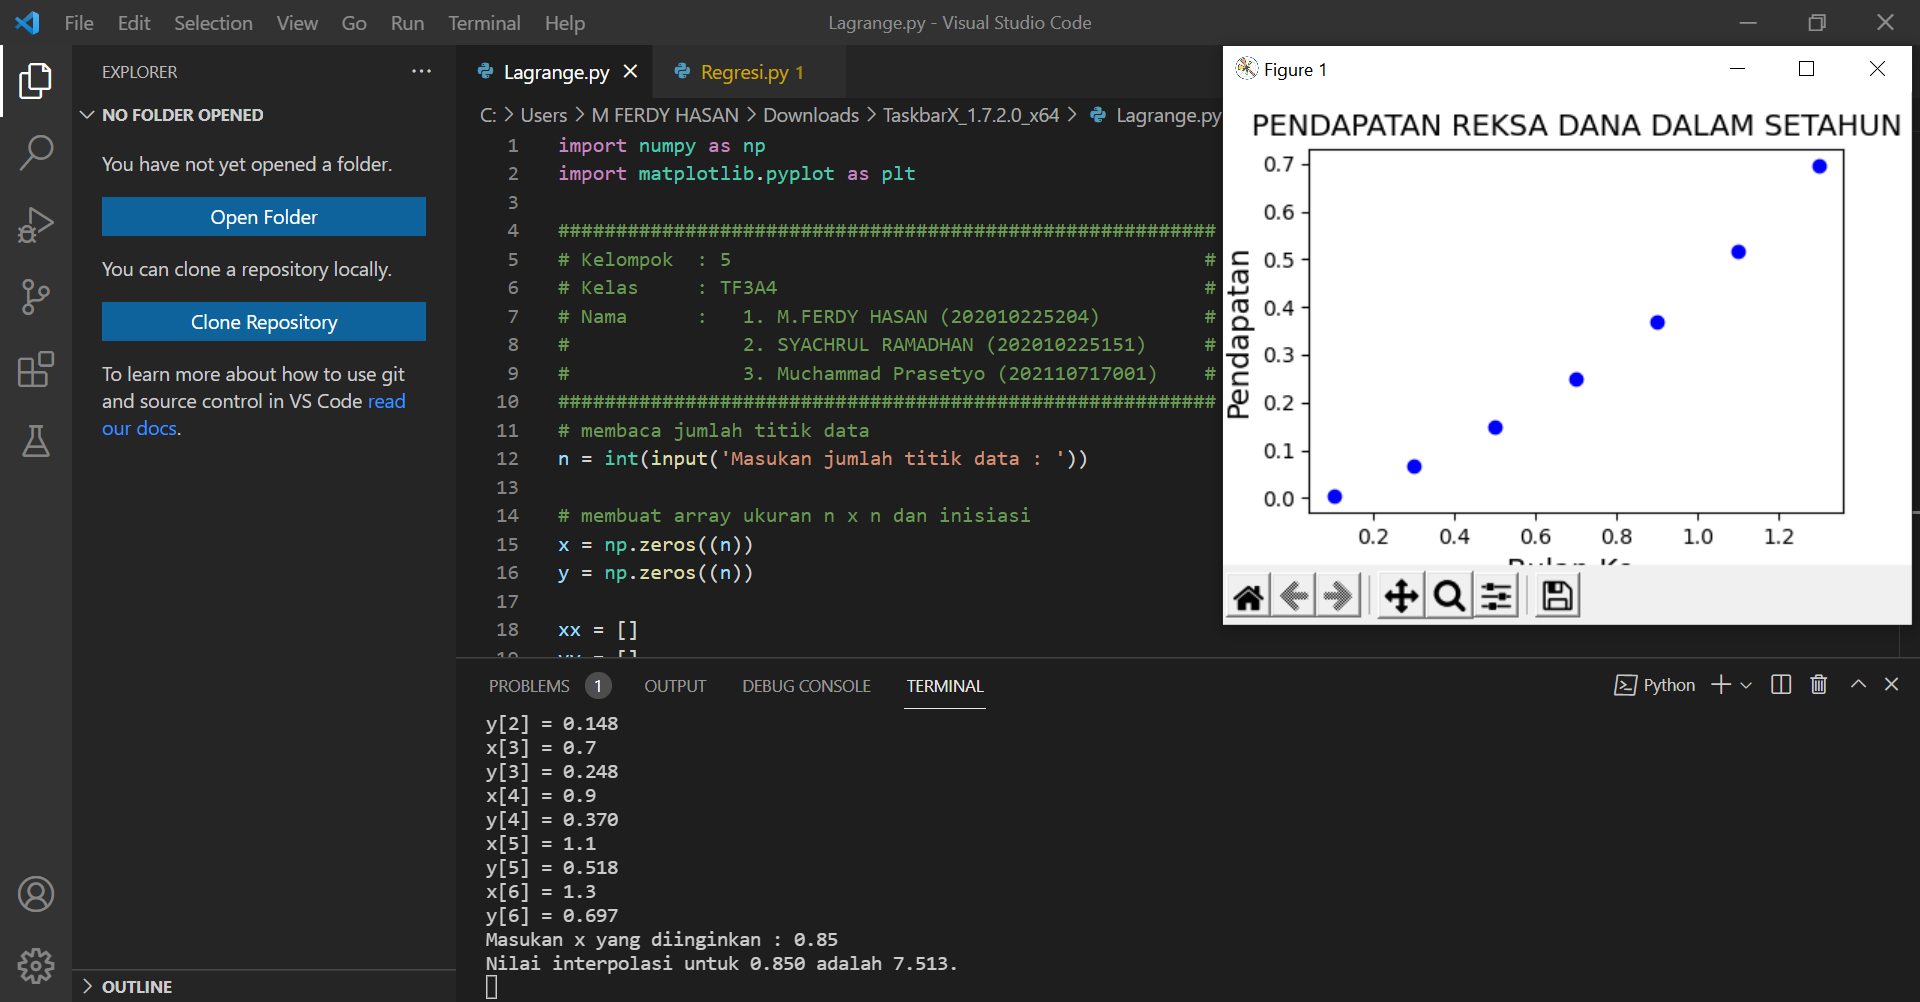 File Edit Selection View Go Run Terminal Help
Lagrange.py - Visual Studio Code
EXPLORER
NO FOLDER OPENED
You have not yet opened a folder.
Open Folder
You can clone a repository locally.
Clone Repository
To learn more about how to use git
and source control in VS Code read
our docs.
OUTLINE
Lagrange.py
Regresi.py 1
C: > Users > M FERDY HASAN > Downloads > TaskbarX_1.7.2.0_x64 > Lagrange.py
1 import numpy as np
2 import matplotlib.pyplot as plt
3
4 #########################################################
5 # Kelompok : 5 #
6 # Kelas : TF3A4 #
7 # Nama : 1. M.FERDY HASAN (202010225204) #
8 # 2. SYACHRUL RAMADHAN (202010225151) #
9 # 3. Muchammad Prasetyo (202110717001) #
10 #########################################################
11 # membaca jumlah titik data
12 n = int(input('Masukan jumlah titik data : '))
13
14 # membuat array ukuran n x n dan inisiasi
15 x = np.zeros((n))
16 y = np.zeros((n))
17
18 xx = []
Figure 1
PENDAPATAN REKSA DANA DALAM SETAHUN
Pendapatan
0.7
0.6
0.5
0.4
0.3
0.2
0.1
0.0
0.2 0.4 0.6 0.8 1.0 1.2
PROBLEMS 1 OUTPUT DEBUG CONSOLE TERMINAL
Python
y[2] = 0.148
x[3] = 0.7
y[3] = 0.248
x[4] = 0.9
y[4] = 0.370
x[5] = 1.1
y[5] = 0.518
x[6] = 1.3
y[6] = 0.697
Masukan x yang diinginkan : 0.85
Nilai interpolasi untuk 0.850 adalah 7.513.